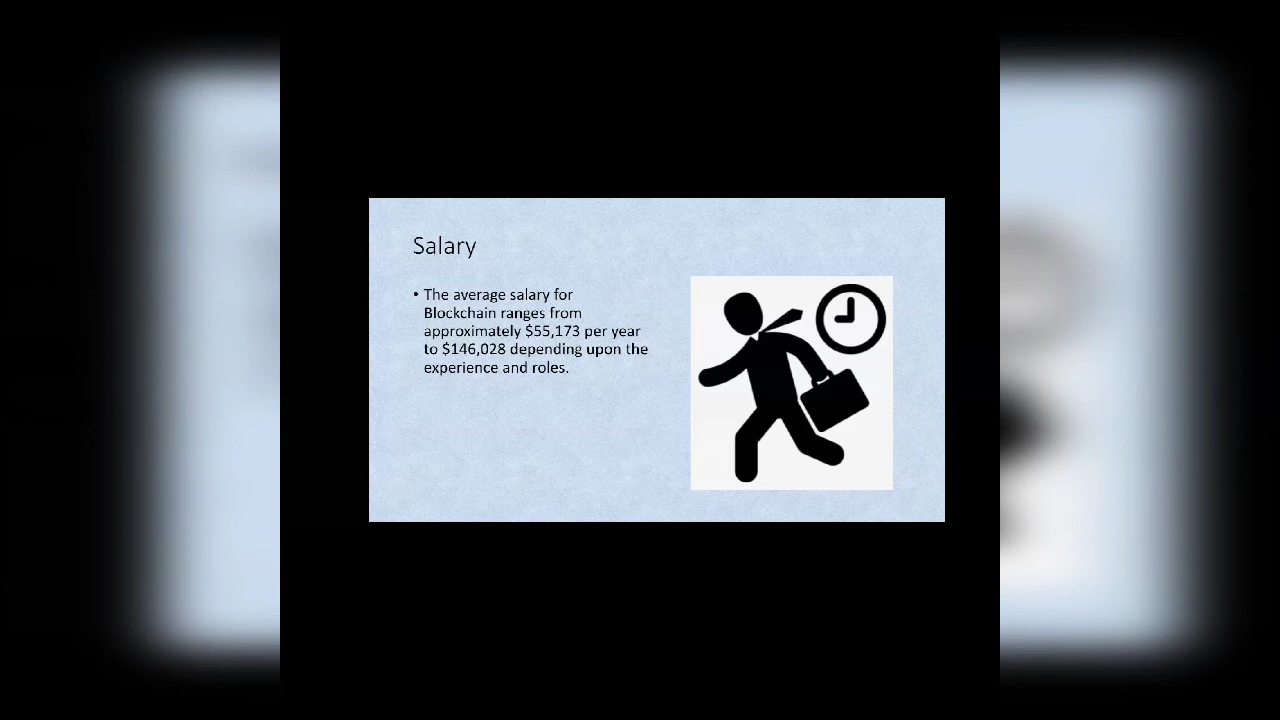 Salary
• The average salary for
Blockchain ranges from
approximately $55,173 per year
to $146,028 depending upon the
experience and roles.